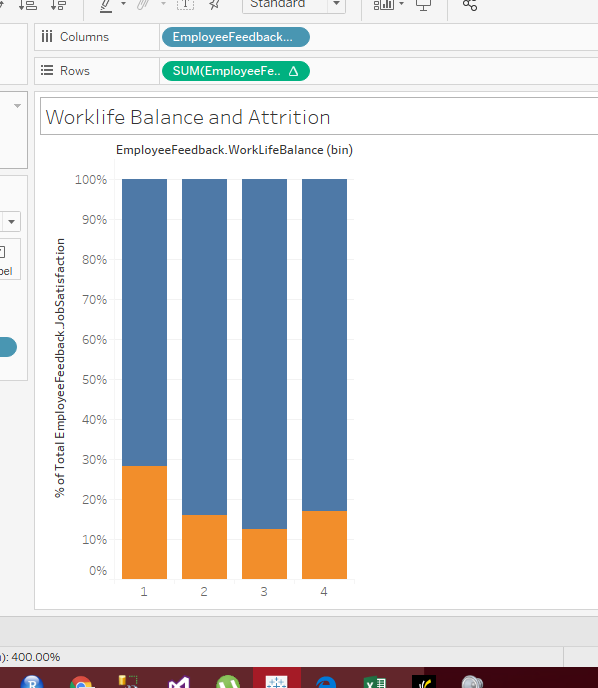 Standard
Columns
EmployeeFeedback...
Rows
SUM(EmployeeFe.. Δ
Worklife Balance and Attrition
EmployeeFeedback.WorkLifeBalance (bin)
% of Total EmployeeFeedback.JobSatisfaction
100%
90%
80%
70%
60%
50%
40%
30%
20%
10%
0%
1 2 3 4
bel
): 400.00%